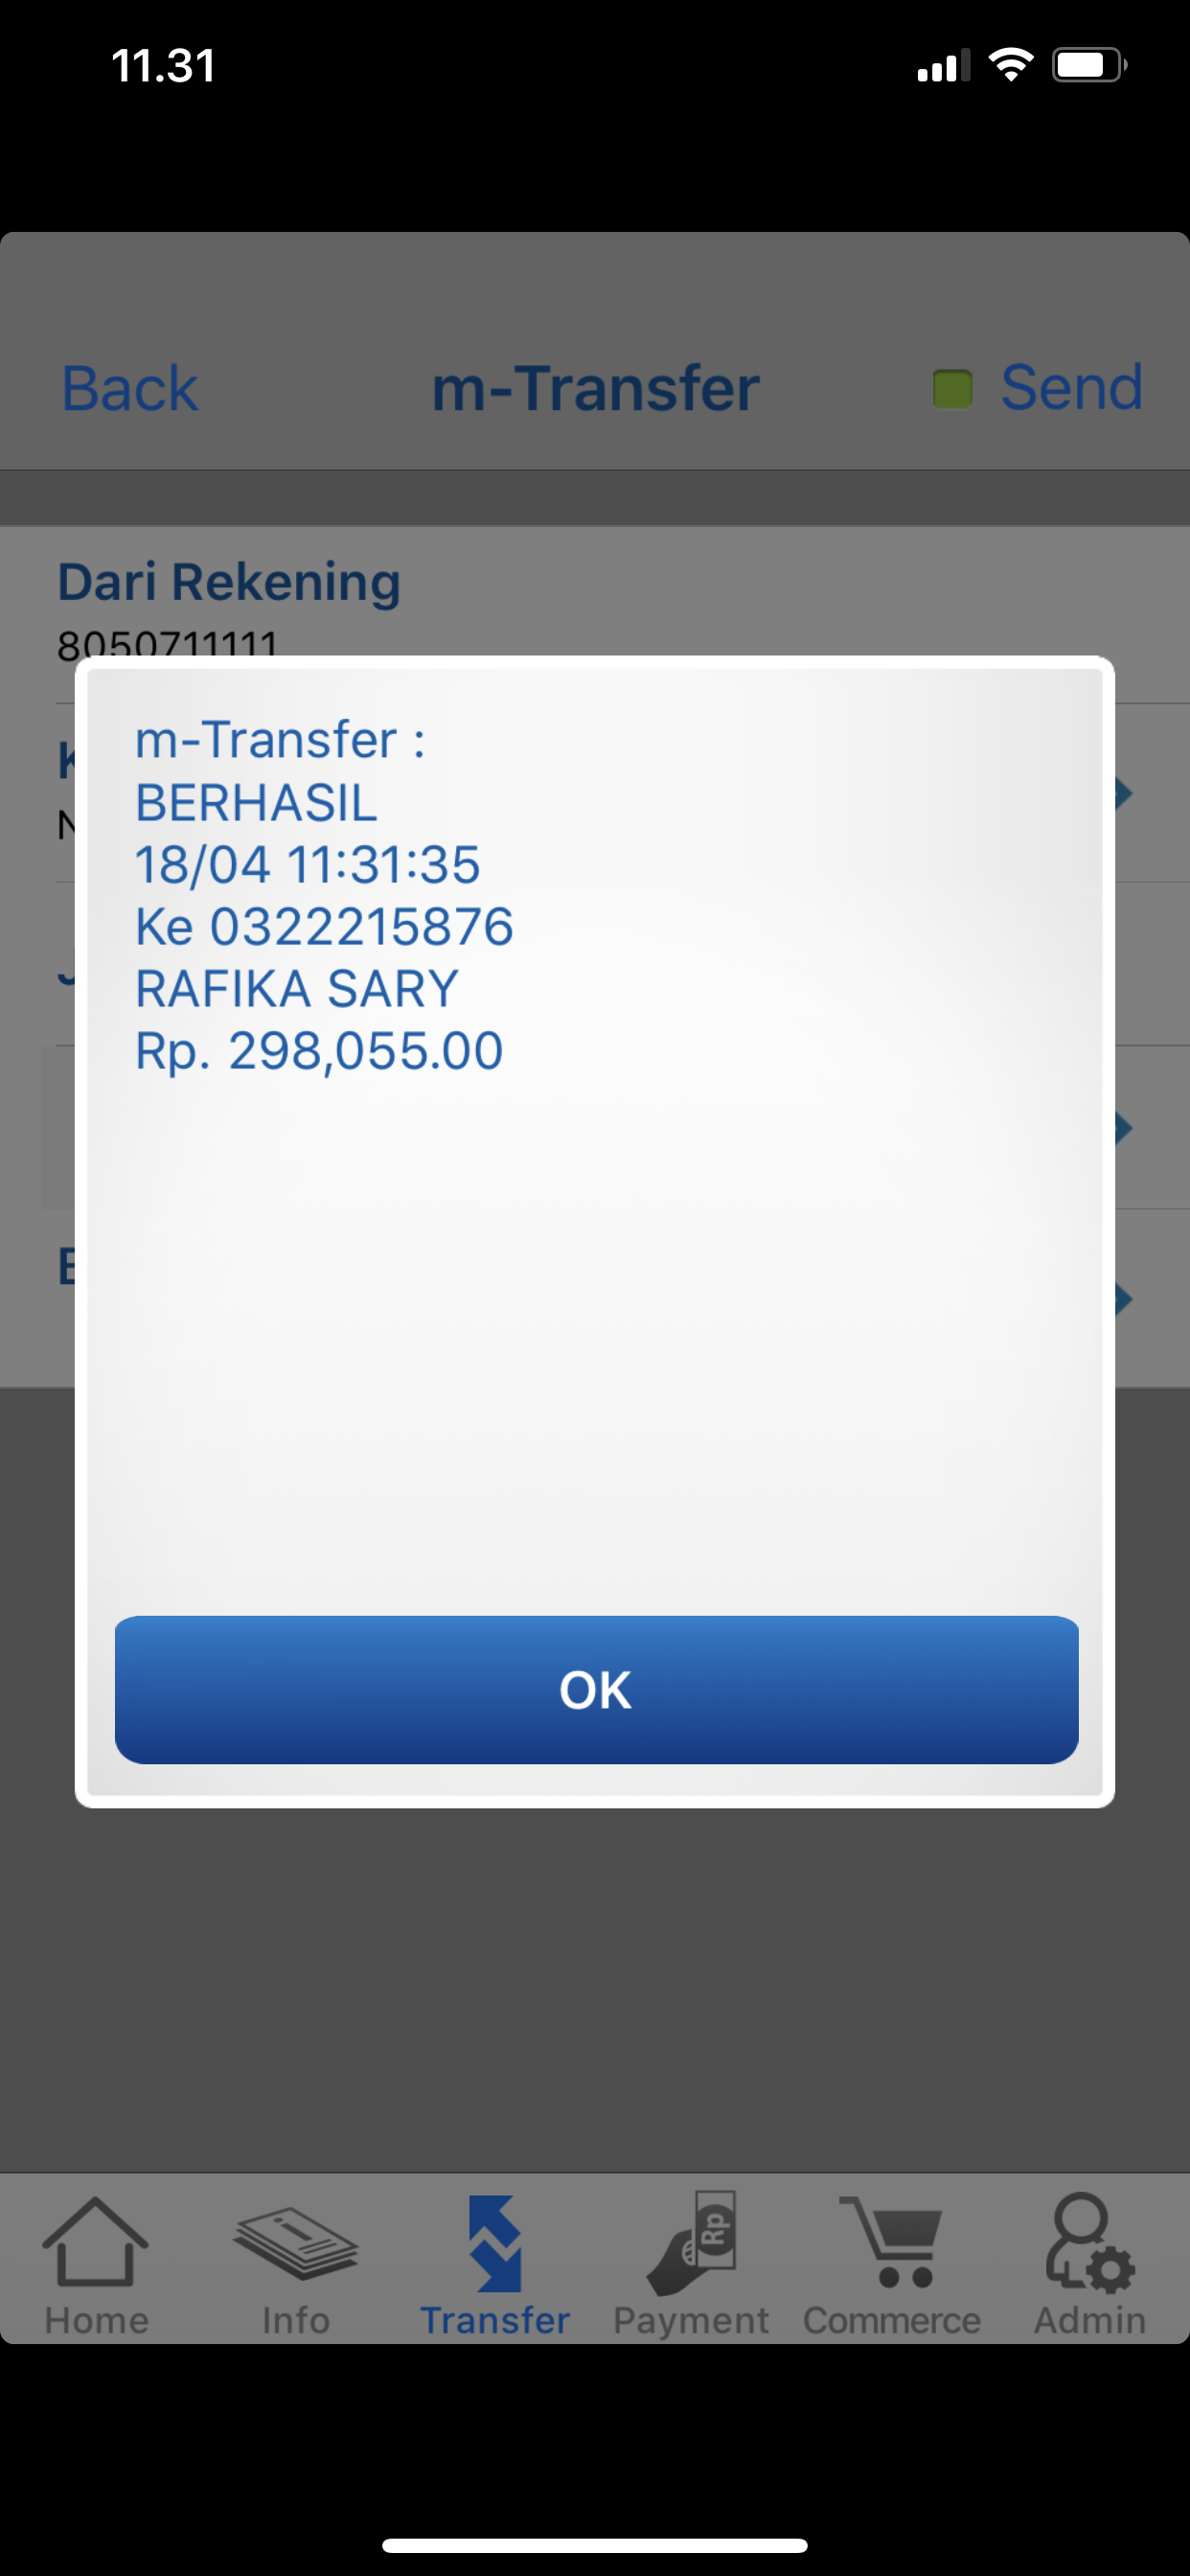 11.31
Back m-Transfer Send
Dari Rekening
8050711111
m-Transfer :
BERHASIL
18/04 11:31:35
Ke 0322215876
RAFIKA SARY
Rp. 298,055.00
OK
Rp
Home Info Transfer Payment Commerce Admin